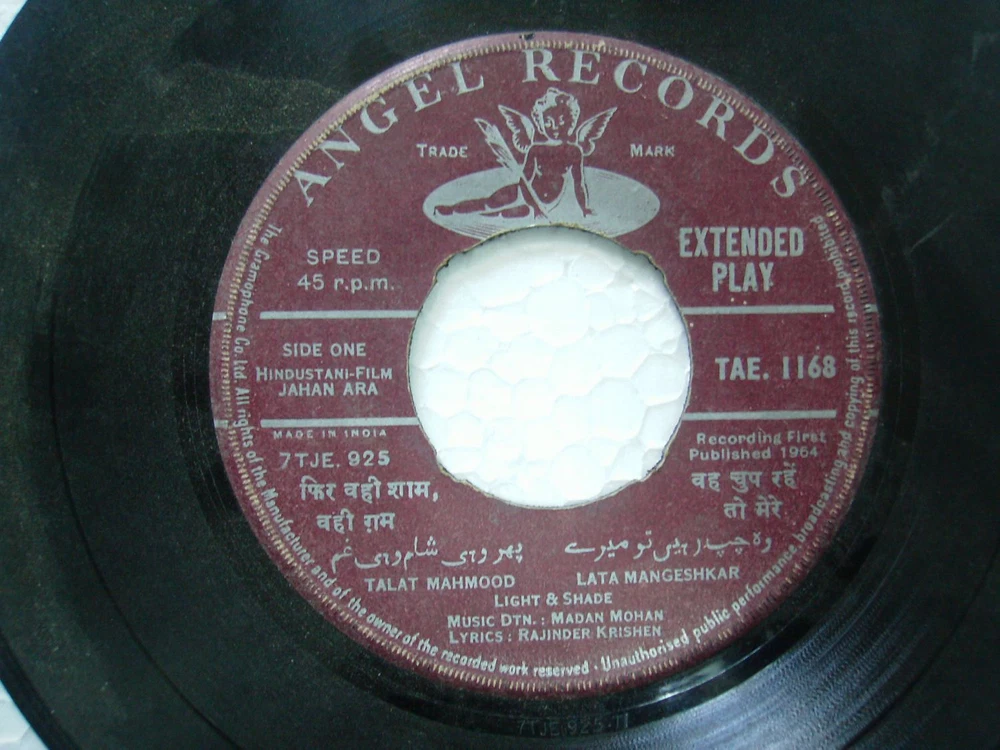 ANGEL RECORDS
TRADE MARK
SPEED
45 r.p.m.
EXTENDED
PLAY
SIDE ONE
HINDUSTANI-FILM
JAHAN ARA
TAE. 1168
MADE IN INDIA
7TJE. 925
Recording First
Published 1964
फिर वही शाम,
वही ग़म
वह चुप रहें
तो मेरे
پھر وہی شام وہی غم
وہ چپ رہیں تو میرے
TALAT MAHMOOD
LATA MANGESHKAR
LIGHT & SHADE
MUSIC DTN. : MADAN MOHAN
LYRICS : RAJINDER KRISHEN
The Gramophone Co. Ltd. All rights of the Manufacturer and of the owner of the recorded work reserved · Unauthorised public performance, broadcasting and copying of this record prohibited